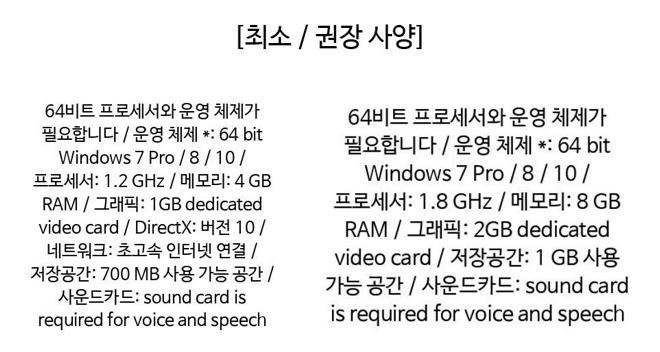 [최소 / 권장 사양]
64비트 프로세서와 운영 체제가
필요합니다 / 운영 체제 *: 64 bit
Windows 7 Pro / 8 / 10 /
프로세서: 1.2 GHz / 메모리: 4 GB
RAM / 그래픽: 1GB dedicated
video card / DirectX: 버전 10 /
네트워크: 초고속 인터넷 연결 /
저장공간: 700 MB 사용 가능 공간 /
사운드카드: sound card is
required for voice and speech
64비트 프로세서와 운영 체제가
필요합니다 / 운영 체제 *: 64 bit
Windows 7 Pro / 8 / 10 /
프로세서: 1.8 GHz / 메모리: 8 GB
RAM / 그래픽: 2GB dedicated
video card / 저장공간: 1 GB 사용
가능 공간 / 사운드카드: sound card
is required for voice and speech